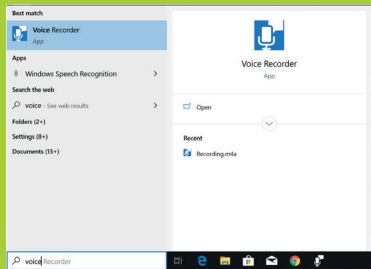 Best match
Voice Recorder
App
Apps
Windows Speech Recognition
Search the web
voice - See web results
Folders (2+)
Settings (8+)
Documents (13+)
voice Recorder
Voice Recorder
App
Open
Recent
Recording.m4a